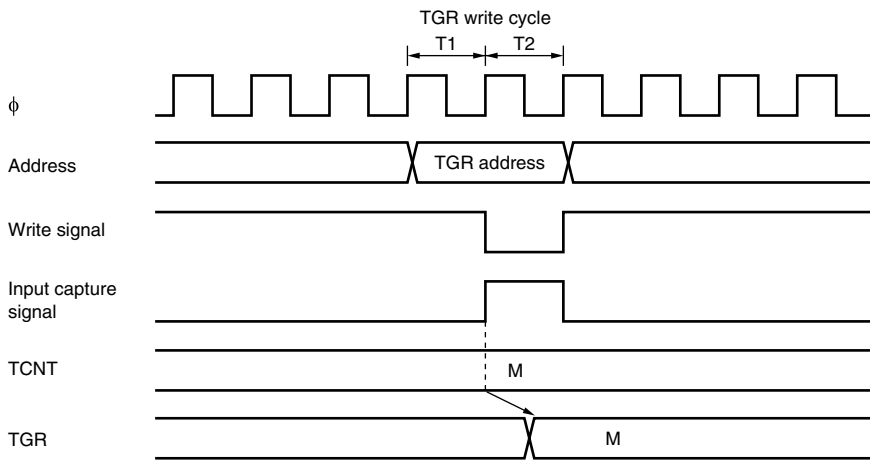 TGR write cycle
T1 T2
ϕ
Address
TGR address
Write signal
Input capture
signal
TCNT
M
TGR
M